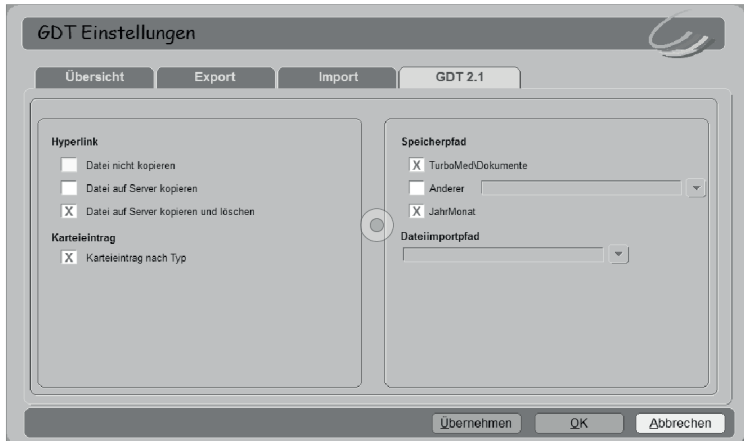 GDT Einstellungen
Übersicht Export Import GDT 2.1
Hyperlink
Datei nicht kopieren
Datei auf Server kopieren
X Datei auf Server kopieren und löschen
Karteieintrag
X Karteieintrag nach Typ
Speicherpfad
X TurboMed\Dokumente
Anderer
X JahrMonat
Dateiimportpfad
Übernehmen OK Abbrechen